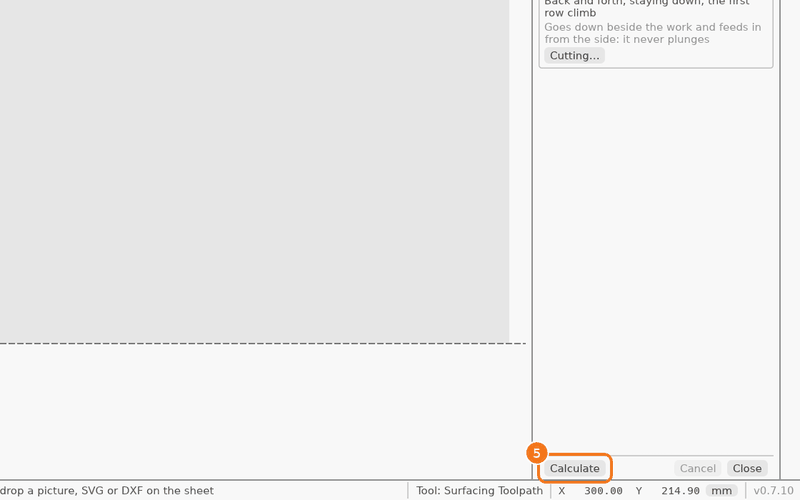 Back and forth, staying down, the first
row climb
Goes down beside the work and feeds in
from the side: it never plunges
Cutting...
5
Calculate
Cancel
Close
drop a picture, SVG or DXF on the sheet
Tool: Surfacing Toolpath
X 300.00 Y 214.90 mm
v0.7.10